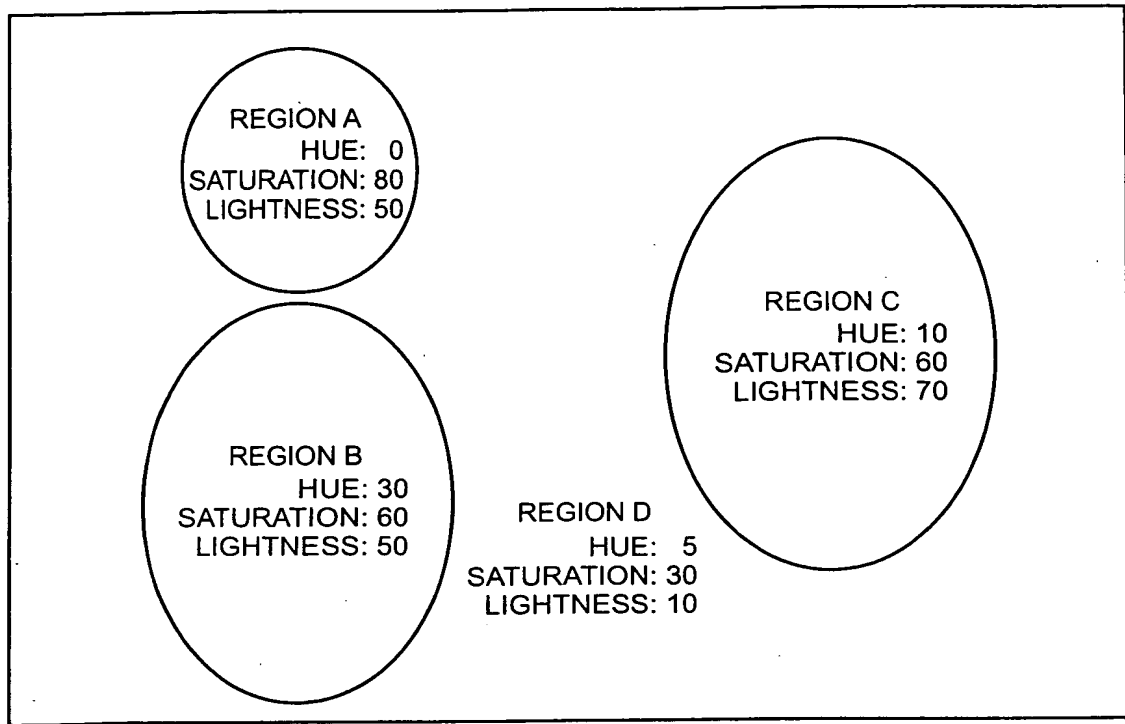 REGION A
HUE: 0
SATURATION: 80
LIGHTNESS: 50
REGION B
HUE: 30
SATURATION: 60
LIGHTNESS: 50
REGION C
HUE: 10
SATURATION: 60
LIGHTNESS: 70
REGION D
HUE: 5
SATURATION: 30
LIGHTNESS: 10